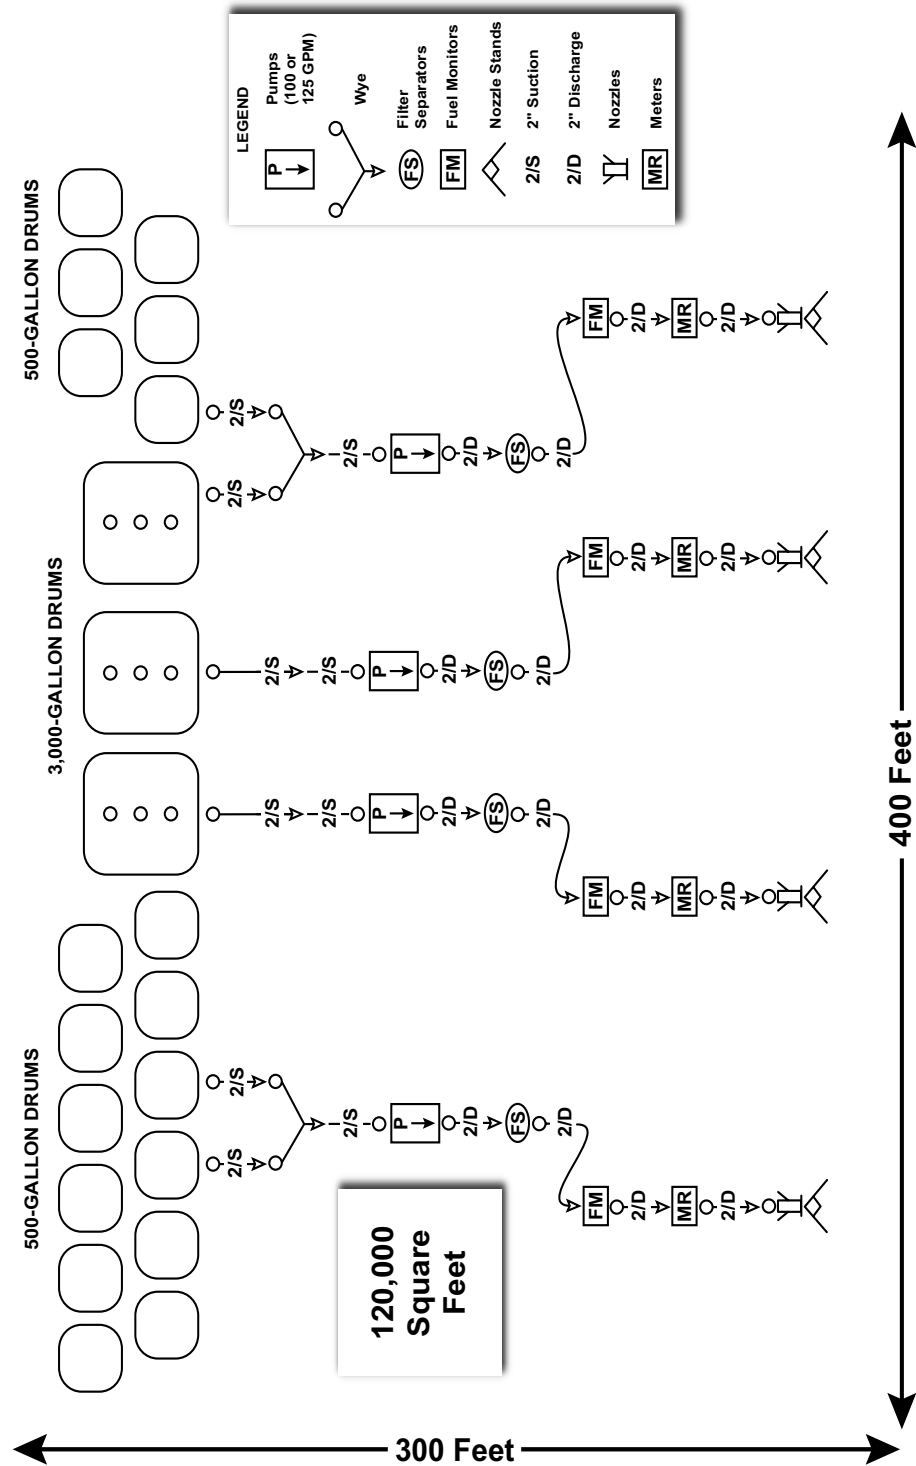 500-GALLON DRUMS
3,000-GALLON DRUMS
500-GALLON DRUMS
LEGEND
P
Pumps
(100 or
125 GPM)
Wye
FS
Filter
Separators
FM
Fuel Monitors
Nozzle Stands
2/S
2" Suction
2/D
2" Discharge
Nozzles
MR
Meters
2/S
2/S
2/S
P
2/D
FS
2/D
FM
2/D
MR
2/D
2/S
2/S
P
2/D
FS
2/D
FM
2/D
MR
2/D
2/S
2/S
P
2/D
FS
2/D
FM
2/D
MR
2/D
2/S
2/S
2/S
P
2/D
FS
2/D
FM
2/D
MR
2/D
120,000
Square
Feet
300 Feet
400 Feet